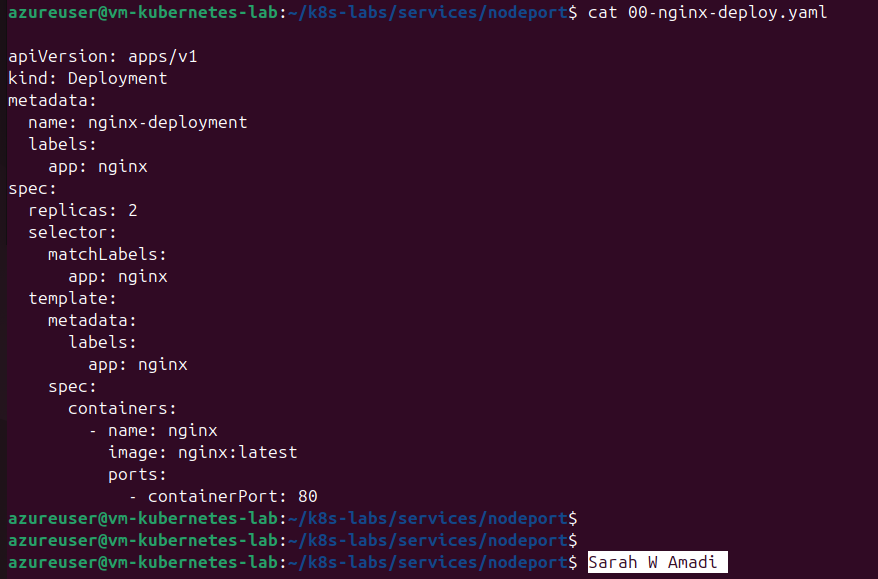 azureuser@vm-kubernetes-lab:~/k8s-labs/services/nodeport$ cat 00-nginx-deploy.yaml
apiVersion: apps/v1
kind: Deployment
metadata:
  name: nginx-deployment
  labels:
    app: nginx
spec:
  replicas: 2
  selector:
    matchLabels:
      app: nginx
  template:
    metadata:
      labels:
        app: nginx
    spec:
      containers:
        - name: nginx
          image: nginx:latest
          ports:
            - containerPort: 80
azureuser@vm-kubernetes-lab:~/k8s-labs/services/nodeport$
azureuser@vm-kubernetes-lab:~/k8s-labs/services/nodeport$
azureuser@vm-kubernetes-lab:~/k8s-labs/services/nodeport$ Sarah W Amadi